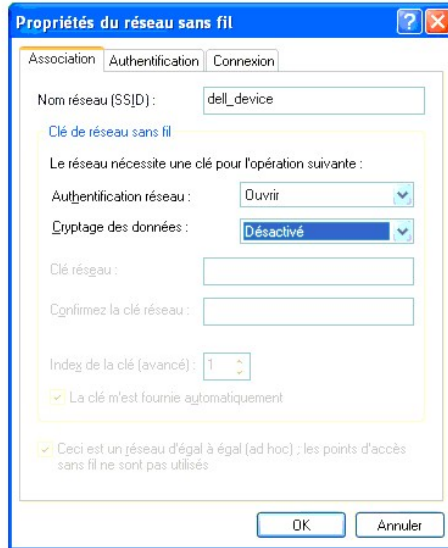 Propriétés du réseau sans fil
Association Authentification Connexion
Nom réseau (SSID) : dell_device
Clé de réseau sans fil
Le réseau nécessite une clé pour l'opération suivante :
Authentification réseau : Ouvrir
Cryptage des données : Désactivé
Clé réseau :
Confirmez la clé réseau :
Index de la clé (avancé) : 1
La clé m'est fournie automatiquement
Ceci est un réseau d'égal à égal (ad hoc) ; les points d'accès
sans fil ne sont pas utilisés
OK Annuler